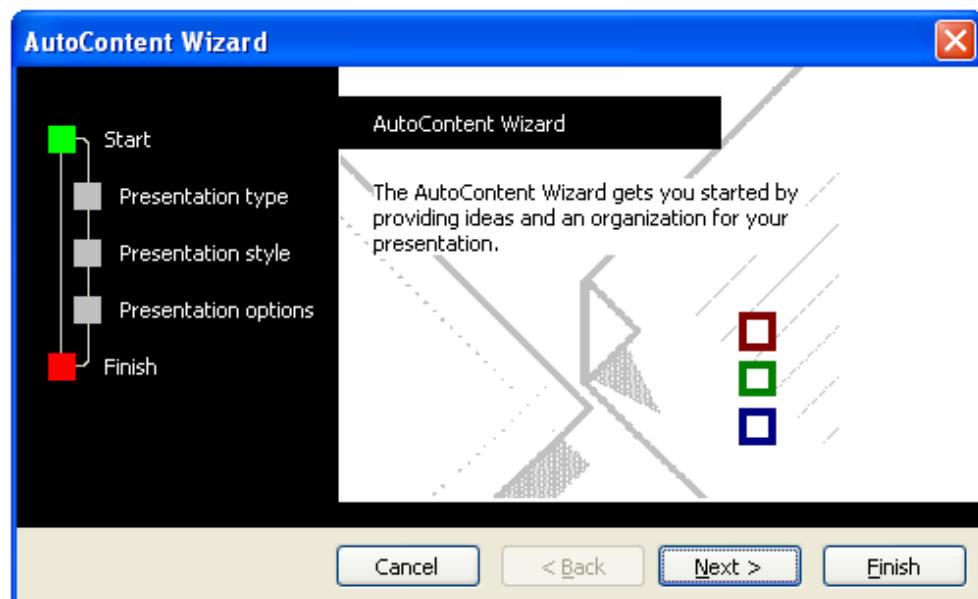 AutoContent Wizard
Start
Presentation type
Presentation style
Presentation options
Finish
AutoContent Wizard
The AutoContent Wizard gets you started by
providing ideas and an organization for your
presentation.
Cancel
< Back
Next >
Finish